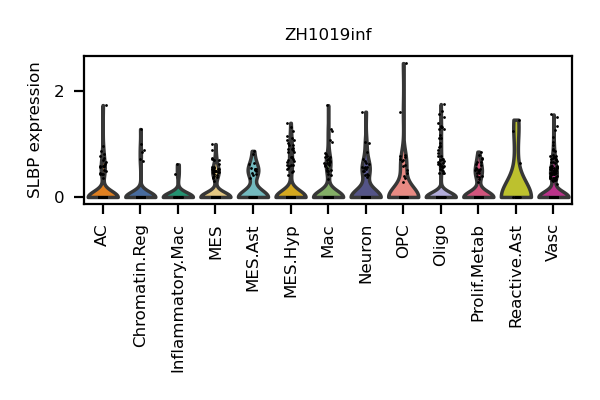 ZH1019inf
SLBP expression
2
0
AC
Chromatin.Reg
Inflammatory.Mac
MES
MES.Ast
MES.Hyp
Mac
Neuron
OPC
Oligo
Prolif.Metab
Reactive.Ast
Vasc